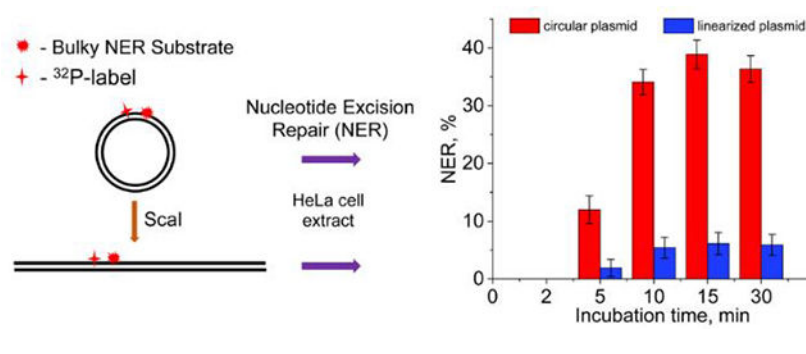 - Bulky NER Substrate
- ³²P-label
ScaI
Nucleotide Excision
Repair (NER)
HeLa cell
extract
circular plasmid
linearized plasmid
NER, %
40
30
20
10
0
0 2 5 10 15 30
Incubation time, min